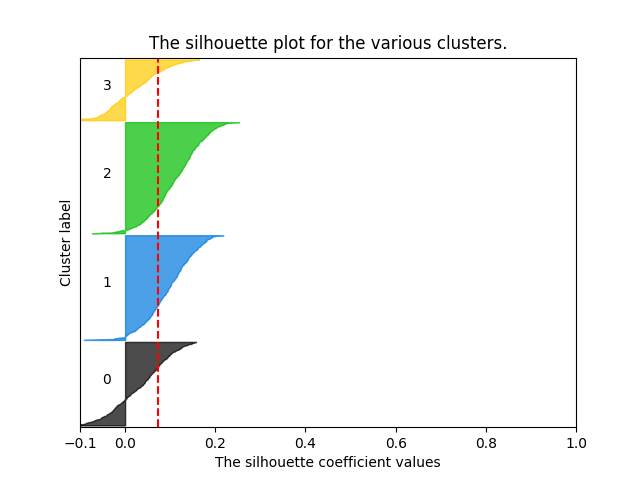 The silhouette plot for the various clusters.
3
2
1
0
Cluster label
−0.1 0.0 0.2 0.4 0.6 0.8 1.0
The silhouette coefficient values